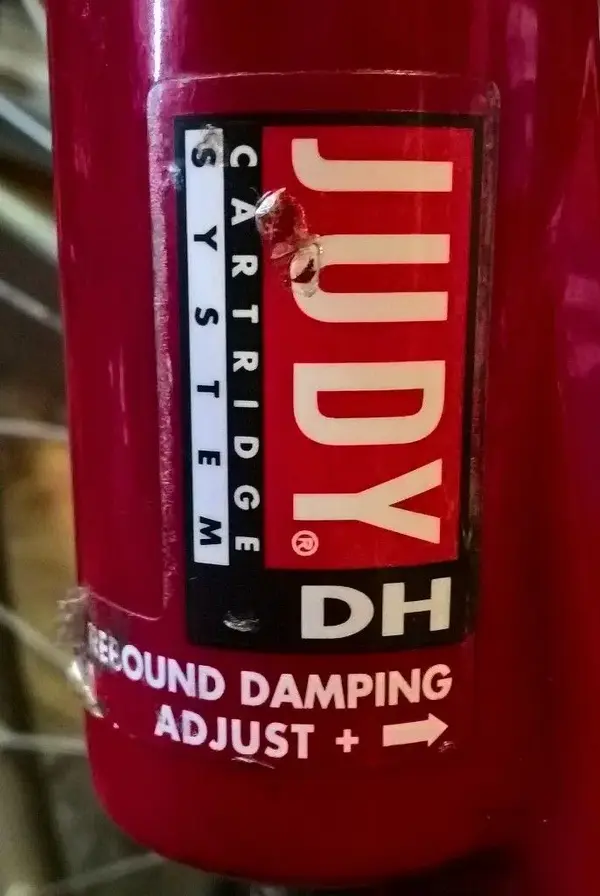 JUDY®
CARTRIDGE
SYSTEM
DH
REBOUND DAMPING
ADJUST + ➡